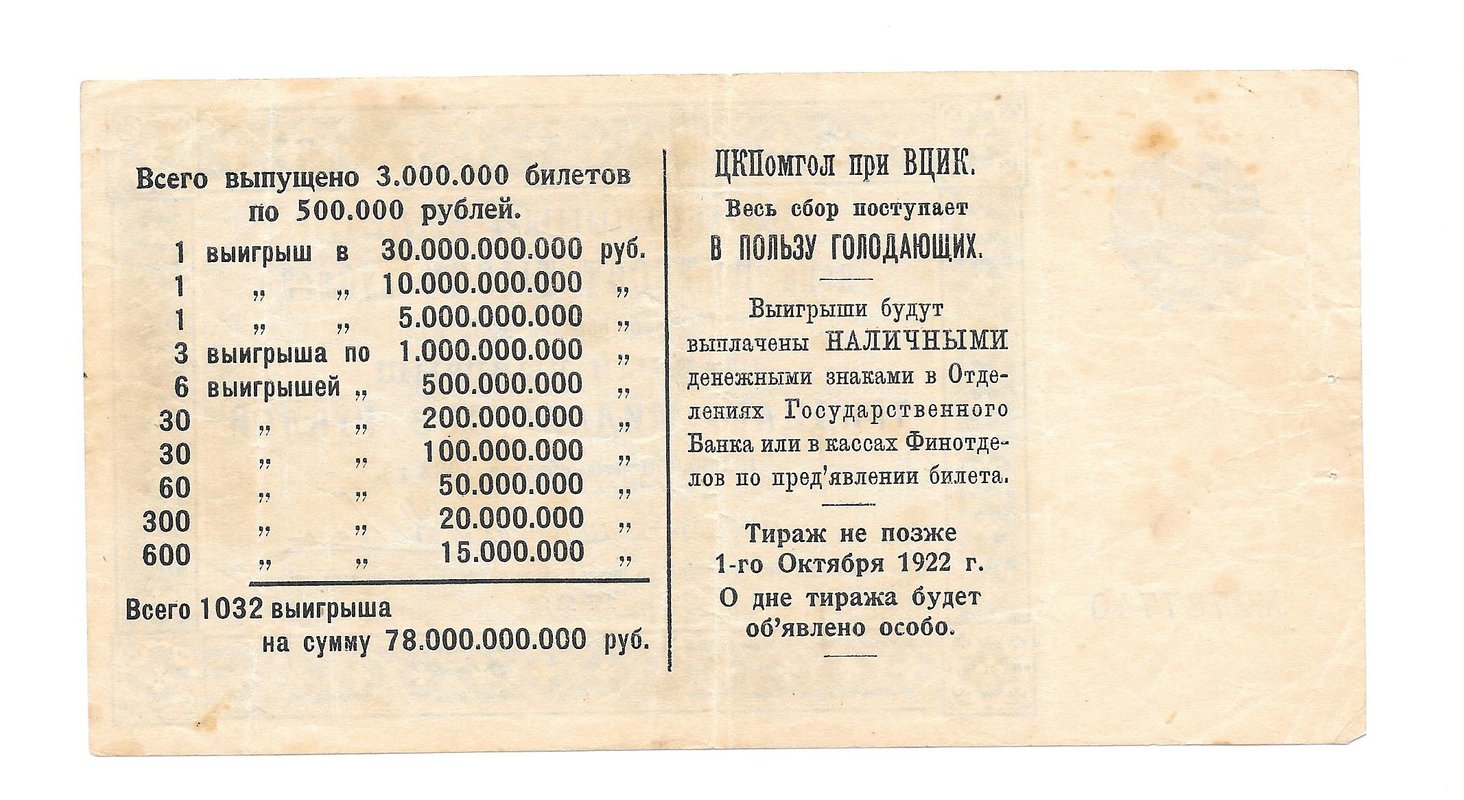 Всего выпущено 3.000.000 билетов
по 500.000 рублей.
1 выигрыш в 30.000.000.000 руб.
1 „ „ 10.000.000.000 „
1 „ „ 5.000.000.000 „
3 выигрыша по 1.000.000.000 „
6 выигрышей „ 500.000.000 „
30 „ „ 200.000.000 „
30 „ „ 100.000.000 „
60 „ „ 50.000.000 „
300 „ „ 20.000.000 „
600 „ „ 15.000.000 „
Всего 1032 выигрыша
на сумму 78.000.000.000 руб.
ЦКПомгол при ВЦИК.
Весь сбор поступает
В ПОЛЬЗУ ГОЛОДАЮЩИХ.
Выигрыши будут
выплачены НАЛИЧНЫМИ
денежными знаками в Отде-
лениях Государственного
Банка или в кассах Финотде-
лов по пред'явлении билета.
Тираж не позже
1-го Октября 1922 г.
О дне тиража будет
об'явлено особо.